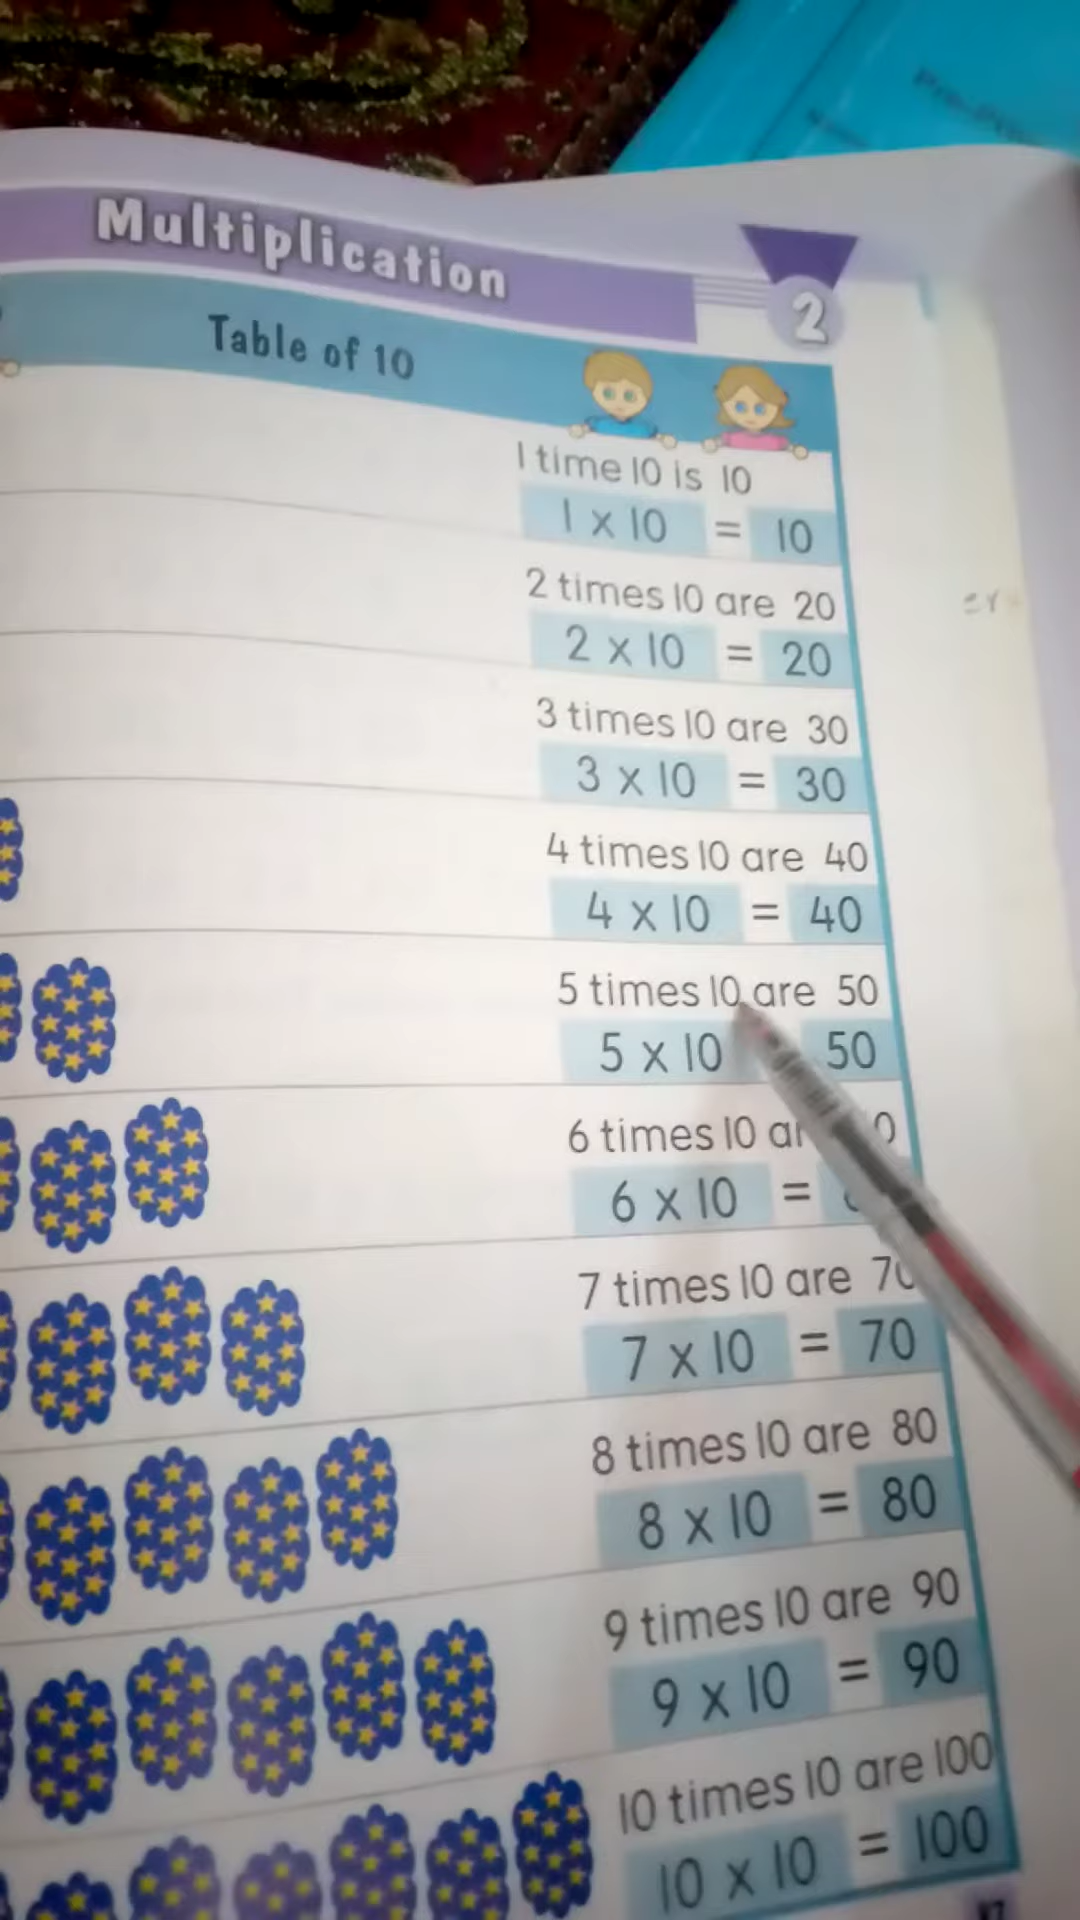 Multiplication
2
Table of 10
1 time 10 is 10
1 x 10 = 10
2 times 10 are 20
2 x 10 = 20
3 times 10 are 30
3 x 10 = 30
4 times 10 are 40
4 x 10 = 40
5 times 10 are 50
5 x 10 50
6 times 10
6 x 10 =
7 times 10 are 70
7 x 10 = 70
8 times 10 are 80
8 x 10 = 80
9 times 10 are 90
9 x 10 = 90
10 times 10 are 100
10 x 10 = 100